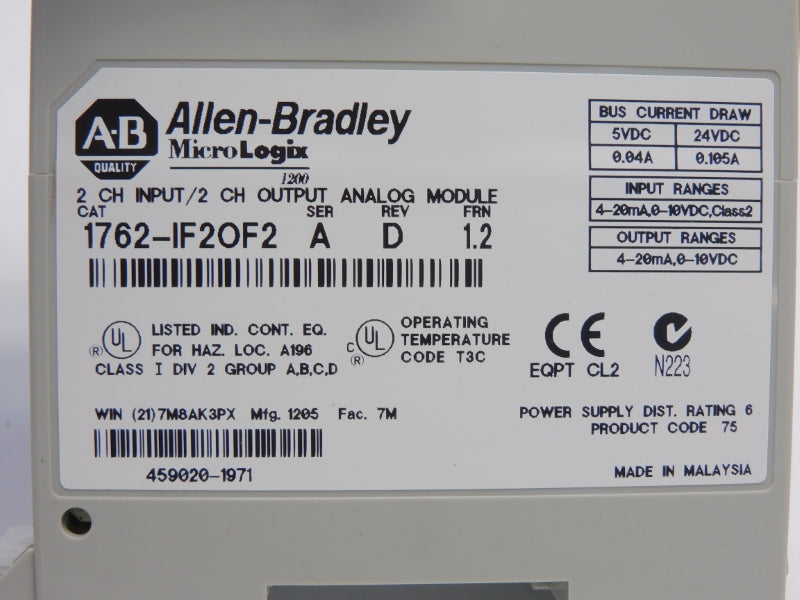 A-B
QUALITY
Allen-Bradley
MicroLogix
1200
2 CH INPUT/2 CH OUTPUT ANALOG MODULE
CAT SER REV FRN
1762-IF2OF2 A D 1.2
BUS CURRENT DRAW
5VDC 24VDC
0.04A 0.105A
INPUT RANGES
4-20mA,0-10VDC,Class2
OUTPUT RANGES
4-20mA,0-10VDC
UL
(R)
LISTED IND. CONT. EQ.
FOR HAZ. LOC. A196
CLASS I DIV 2 GROUP A,B,C,D
C UL
(R)
OPERATING
TEMPERATURE
CODE T3C
CE
EQPT CL2
N223
WIN (21)7M8AK3PX Mfg. 1205 Fac. 7M
459020-1971
POWER SUPPLY DIST. RATING 6
PRODUCT CODE 75
MADE IN MALAYSIA